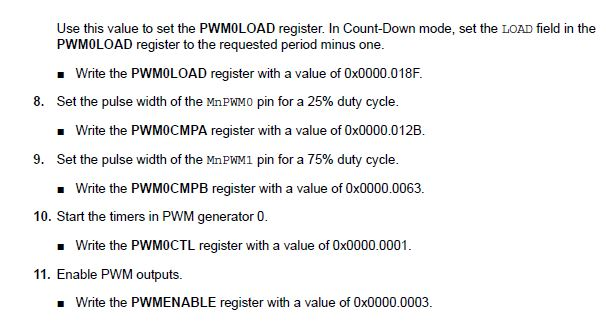 Use this value to set the PWM0LOAD register. In Count-Down mode, set the LOAD field in the
PWM0LOAD register to the requested period minus one.
■ Write the PWM0LOAD register with a value of 0x0000.018F.
8. Set the pulse width of the MnPWM0 pin for a 25% duty cycle.
■ Write the PWM0CMPA register with a value of 0x0000.012B.
9. Set the pulse width of the MnPWM1 pin for a 75% duty cycle.
■ Write the PWM0CMPB register with a value of 0x0000.0063.
10. Start the timers in PWM generator 0.
■ Write the PWM0CTL register with a value of 0x0000.0001.
11. Enable PWM outputs.
■ Write the PWMENABLE register with a value of 0x0000.0003.